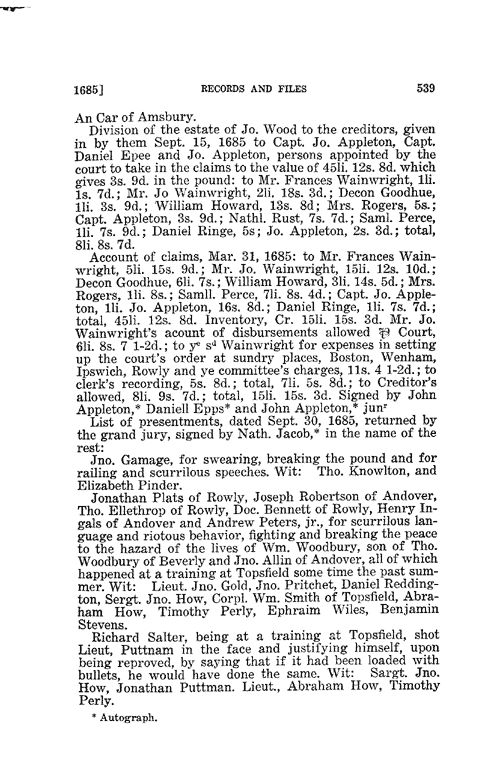 1685] RECORDS AND FILES 539
An Car of Amsbury.
Division of the estate of Jo. Wood to the creditors, given
in by them Sept. 15, 1685 to Capt. Jo. Appleton, Capt.
Daniel Epee and Jo. Appleton, persons appointed by the
court to take in the claims to the value of 45li. 12s. 8d. which
gives 3s. 9d. in the pound: to Mr. Frances Wainwright, 1li.
1s. 7d.; Mr. Jo Wainwright, 2li. 18s. 3d.; Decon Goodhue,
1li. 3s. 9d.; William Howard, 13s. 8d; Mrs. Rogers, 5s.;
Capt. Appleton, 3s. 9d.; Nathl. Rust, 7s. 7d.; Saml. Perce,
1li. 7s. 9d.; Daniel Ringe, 5s; Jo. Appleton, 2s. 3d.; total,
8li. 8s. 7d.
Account of claims, Mar. 31, 1685: to Mr. Frances Wain-
wright, 5li. 15s. 9d.; Mr. Jo. Wainwright, 15li. 12s. 10d.;
Decon Goodhue, 6li. 7s.; William Howard, 3li. 14s. 5d.; Mrs.
Rogers, 1li. 8s.; Samll. Perce, 7li. 8s. 4d.; Capt. Jo. Apple-
ton, 1li. Jo. Appleton, 16s. 8d.; Daniel Ringe, 1li. 7s. 7d.;
total, 45li. 12s. 8d. Inventory, Cr. 15li. 15s. 3d. Mr. Jo.
Wainwright's acount of disbursements allowed ⅌ Court,
6li. 8s. 7 1-2d.; to yᵉ sᵈ Wainwright for expenses in setting
up the court's order at sundry places, Boston, Wenham,
Ipswich, Rowly and ye committee's charges, 11s. 4 1-2d.; to
clerk's recording, 5s. 8d.; total, 7li. 5s. 8d.; to Creditor's
allowed, 8li. 9s. 7d.; total, 15li. 15s. 3d. Signed by John
Appleton,* Daniell Epps* and John Appleton,* junʳ
List of presentments, dated Sept. 30, 1685, returned by
the grand jury, signed by Nath. Jacob,* in the name of the
rest:
Jno. Gamage, for swearing, breaking the pound and for
railing and scurrilous speeches. Wit: Tho. Knowlton, and
Elizabeth Pinder.
Jonathan Plats of Rowly, Joseph Robertson of Andover,
Tho. Ellethrop of Rowly, Doc. Bennett of Rowly, Henry In-
gals of Andover and Andrew Peters, jr., for scurrilous lan-
guage and riotous behavior, fighting and breaking the peace
to the hazard of the lives of Wm. Woodbury, son of Tho.
Woodbury of Beverly and Jno. Allin of Andover, all of which
happened at a training at Topsfield some time the past sum-
mer. Wit: Lieut. Jno. Gold, Jno. Pritchet, Daniel Redding-
ton, Sergt. Jno. How, Corpl. Wm. Smith of Topsfield, Abra-
ham How, Timothy Perly, Ephraim Wiles, Benjamin
Stevens.
Richard Salter, being at a training at Topsfield, shot
Lieut, Puttnam in the face and justifying himself, upon
being reproved, by saying that if it had been loaded with
bullets, he would have done the same. Wit: Sargt. Jno.
How, Jonathan Puttman. Lieut., Abraham How, Timothy
Perly.
* Autograph.